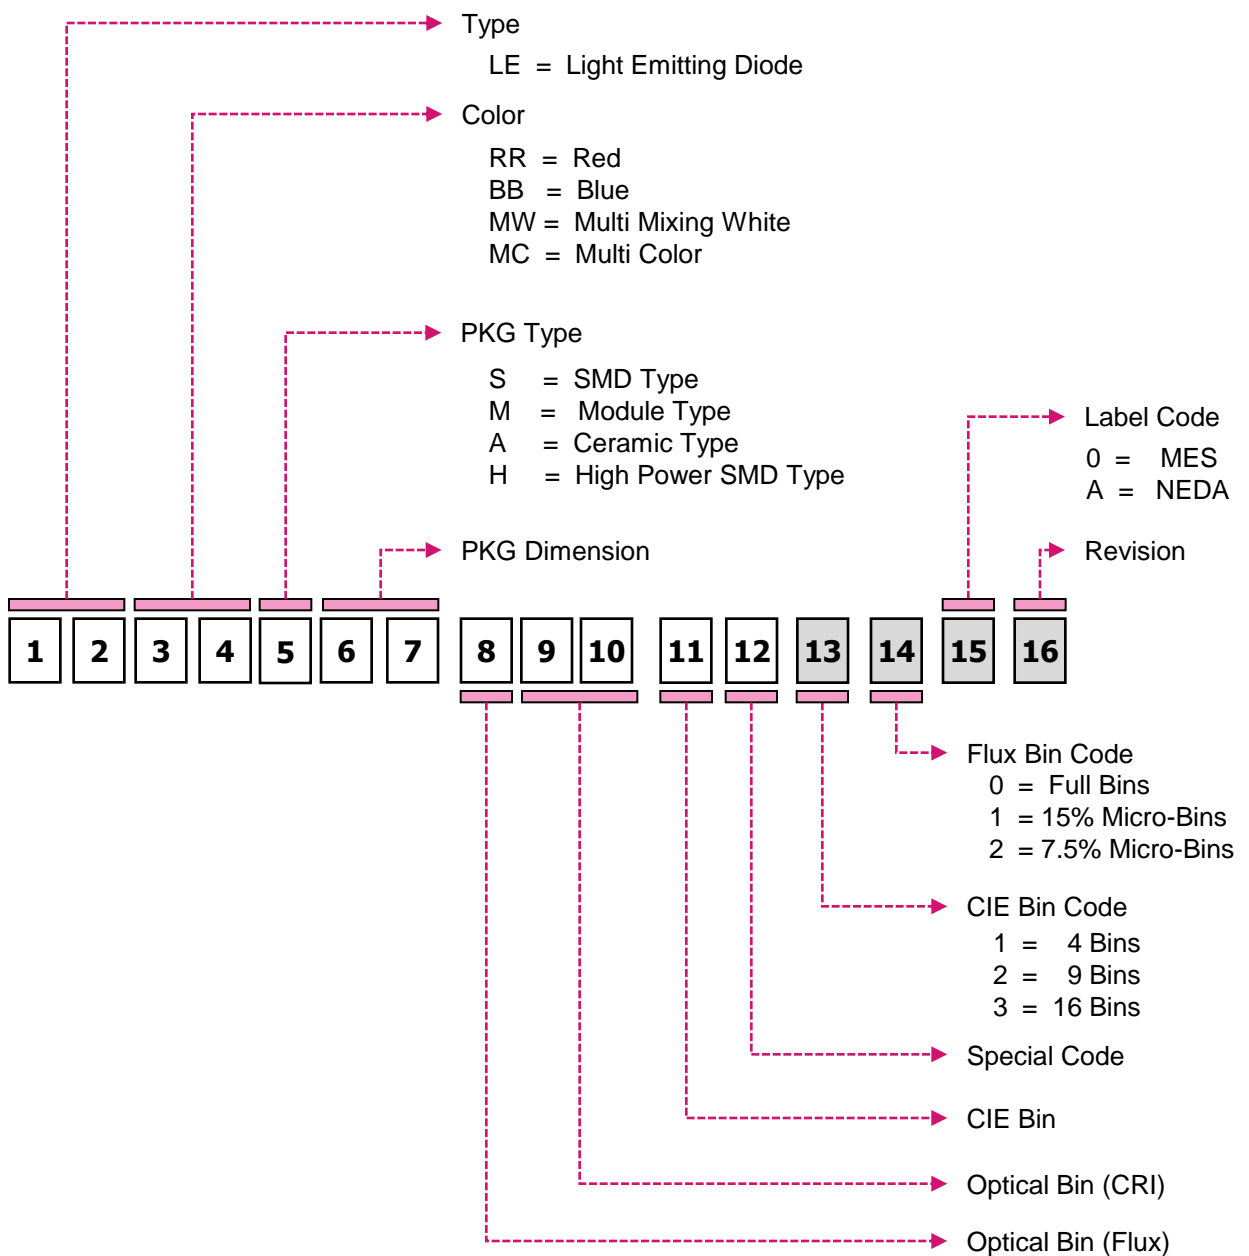 Type
LE = Light Emitting Diode
Color
RR = Red
BB = Blue
MW = Multi Mixing White
MC = Multi Color
PKG Type
S = SMD Type
M = Module Type
A = Ceramic Type
H = High Power SMD Type
Label Code
0 = MES
A = NEDA
PKG Dimension
Revision
1 2 3 4 5 6 7 8 9 10 11 12 13 14 15 16
Flux Bin Code
0 = Full Bins
1 = 15% Micro-Bins
2 = 7.5% Micro-Bins
CIE Bin Code
1 = 4 Bins
2 = 9 Bins
3 = 16 Bins
Special Code
CIE Bin
Optical Bin (CRI)
Optical Bin (Flux)